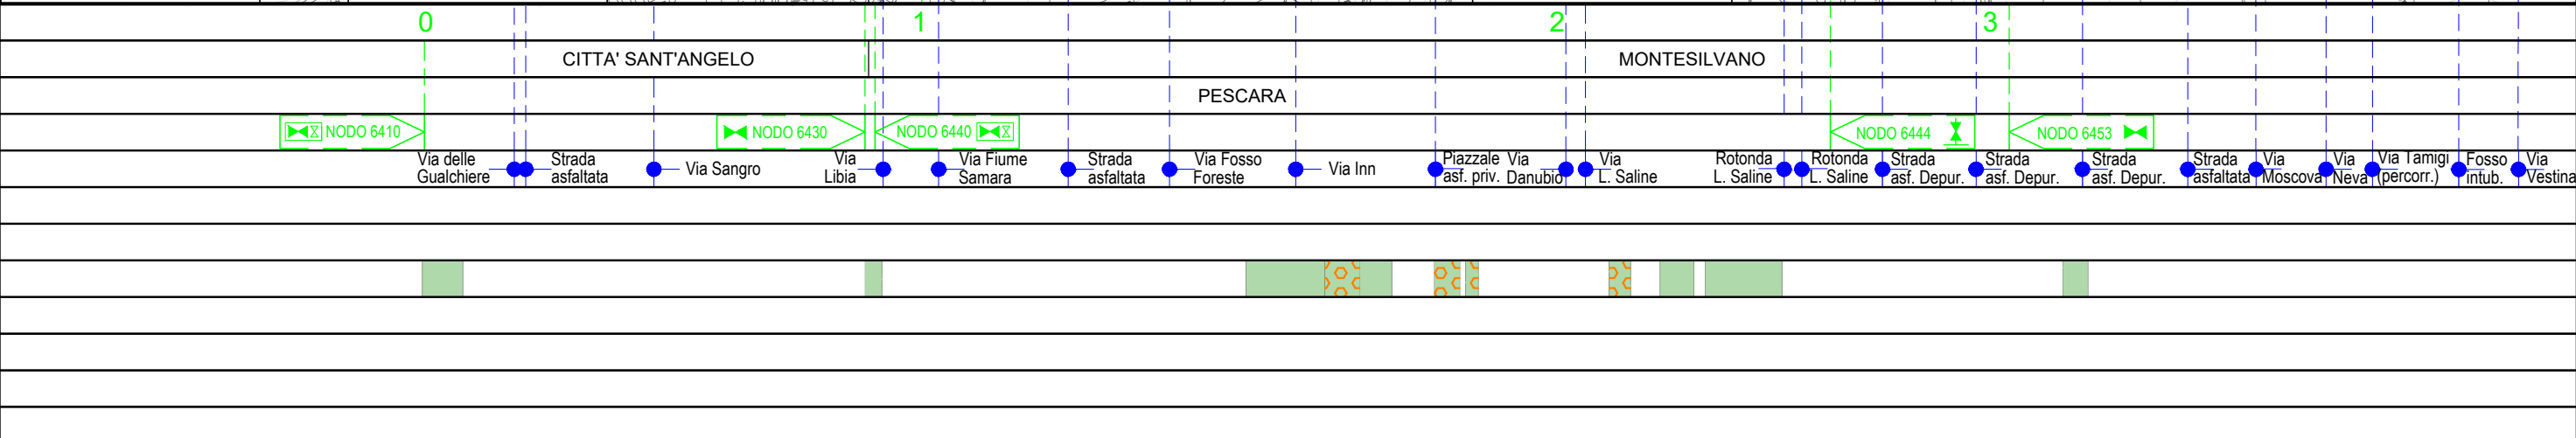 0 1 2 3
CITTA' SANT'ANGELO MONTESILVANO
PESCARA
NODO 6410 NODO 6430 NODO 6440 NODO 6444 NODO 6453
Via delle
Gualchiere
Strada
asfaltata
Via Sangro
Via
Libia
Via Fiume
Samara
Strada
asfaltata
Via Fosso
Foreste
Via Inn
Piazzale
asf. priv.
Via
Danubio
Via
L. Saline
Rotonda
L. Saline
Rotonda
L. Saline
Strada
asf. Depur.
Strada
asf. Depur.
Strada
asf. Depur.
Strada
asfaltata
Via
Moscova
Via
Neva
Via Tamigi
(percorr.)
Fosso
intub.
Via
Vestina